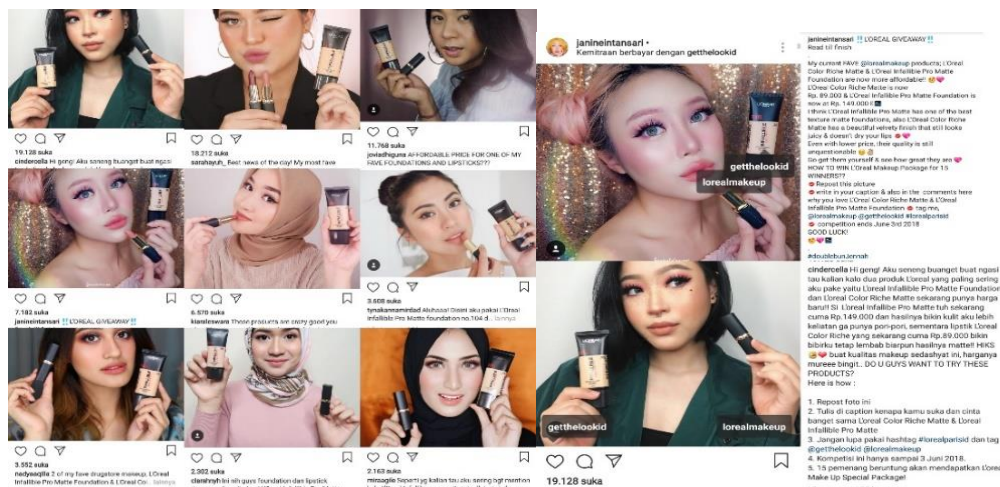 19.128 suka
cindercella Hi geng! Aku seneng buanget buat ngasi
18.212 suka
sarahayuh_ Best news of the day! My most fave
11.768 suka
joviadhiguna AFFORDABLE PRICE FOR ONE OF MY
FAVE FOUNDATIONS AND LIPSTICKS???
7.182 suka
janineintansari ‼️L'OREAL GIVEAWAY‼️
6.570 suka
These products are crazy good you
3.608 suka
Aluhaaa! Disini aku pakai L'Oreal
Infallible Pro Matte foundation no.104 d... lainnya
3.552 suka
nadyaaqilla 2 of my fave drugstore makeup, L'Oreal
Infallible Pro Matte Foundation & L'Oreal Co... lainnya
2.302 suka
clarahnyh Ini nih guys foundation dan lipstick
2.163 suka
Seperti yg kalian tau aku seneng bgt mention
janineintansari •
Kemitraan berbayar dengan getthelookid
getthelookid
lorealmakeup
getthelookid
lorealmakeup
19.128 suka
janineintansari ‼️ L'OREAL GIVEAWAY‼️
Read till finish
My current FAVE @lorealmakeup products; L'Oreal
Color Riche Matte & L'Oreal Infallible Pro Matte
Foundation are now more affordable!!
L'Oreal Color Riche Matte is now
Rp. 89.000 & L'Oreal Infallible Pro Matte Foundation is
now at Rp. 149.000
I think L'Oreal Infallible Pro Matte has one of the best
texture matte foundations, also L'Oreal Color Riche
Matte has a beautiful velvety finish that still looks
juicy & doesn't dry your lips
Even with lower price, their quality is still
unquestionable
Go get them yourself & see how great they are
HOW TO WIN L'Oreal Makeup Package for 15
WINNERS??
Repost this picture
write in your caption & also in the comments here
why you love L'Oreal Color Riche Matte & L'Oreal
Infallible Pro Matte Foundation tag me,
@lorealmakeup @getthelookid #lorealparisid
competition ends June 3rd 2018
GOOD LUCK!
#doublebunJennah
cindercella Hi geng! Aku seneng buanget buat ngasi
tau kalian kalo dua produk L'oreal yang paling sering
aku pake yaitu L'oreal Infallible Pro Matte Foundation
dan L'oreal Color Riche Matte sekarang punya harga
baru!! Si L'oreal Infallible Pro Matte tuh sekarang
cuma Rp.149,000 dan hasilnya bikin kulit aku lebih
keliatan ga punya pori-pori, sementara lipstik L'oreal
Color Riche yang sekarang cuma Rp.89.000 bikin
bibirku tetap lembab biarpun hasilnya matte!! HIKS
buat kualitas makeup sedashyat ini, harganya
mureee bingit.. DO U GUYS WANT TO TRY THESE
PRODUCTS?
Here is how :
1. Repost foto ini
2. Tulis di caption kenapa kamu suka dan cinta
banget sama L'oreal Color Riche Matte & L'oreal
Infallible Pro Matte
3. Jangan lupa pakai hashtag #lorealparisid dan tag
@getthelookid @lorealmakeup
4. Kompetisi ini hanya sampai 3 Juni 2018.
5. 15 pemenang beruntung akan mendapatkan L'oreal
Make Up Special Package!